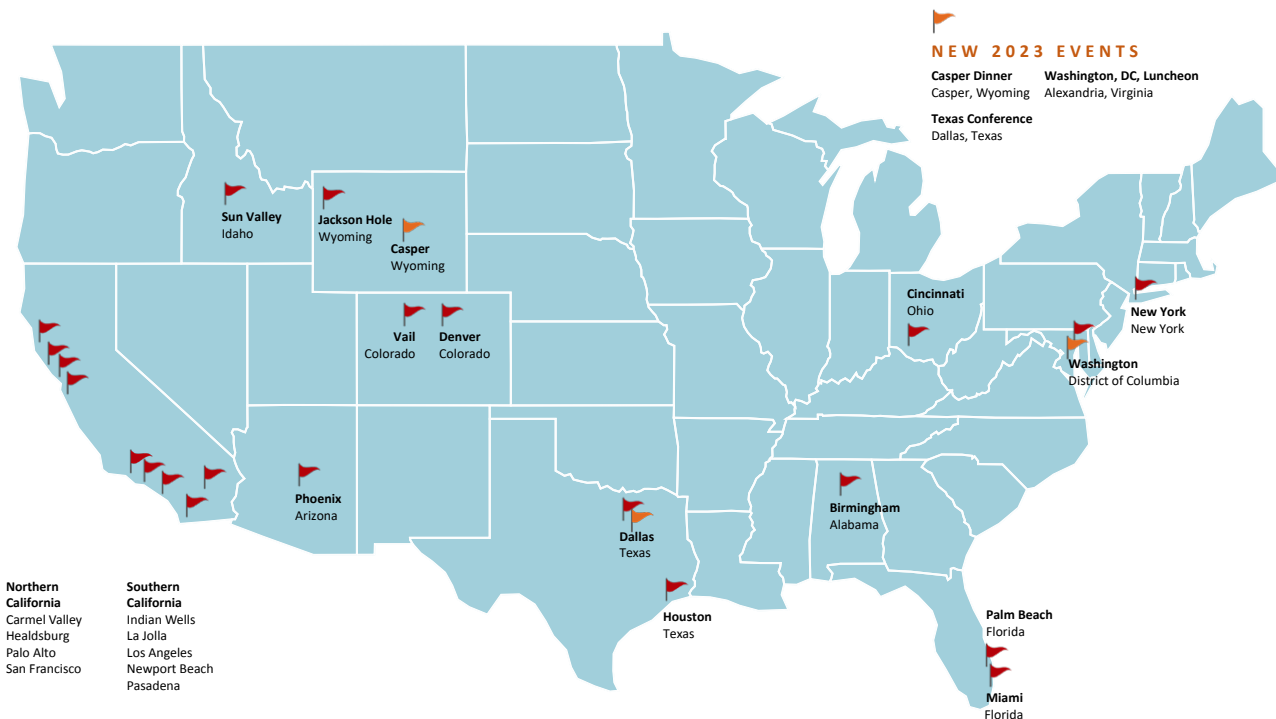 NEW 2023 EVENTS
Casper Dinner
Casper, Wyoming
Washington, DC, Luncheon
Alexandria, Virginia
Texas Conference
Dallas, Texas
Sun Valley
Idaho
Jackson Hole
Wyoming
Casper
Wyoming
Vail
Colorado
Denver
Colorado
Cincinnati
Ohio
New York
New York
Washington
District of Columbia
Phoenix
Arizona
Dallas
Texas
Birmingham
Alabama
Houston
Texas
Palm Beach
Florida
Miami
Florida
Northern
California
Carmel Valley
Healdsburg
Palo Alto
San Francisco
Southern
California
Indian Wells
La Jolla
Los Angeles
Newport Beach
Pasadena